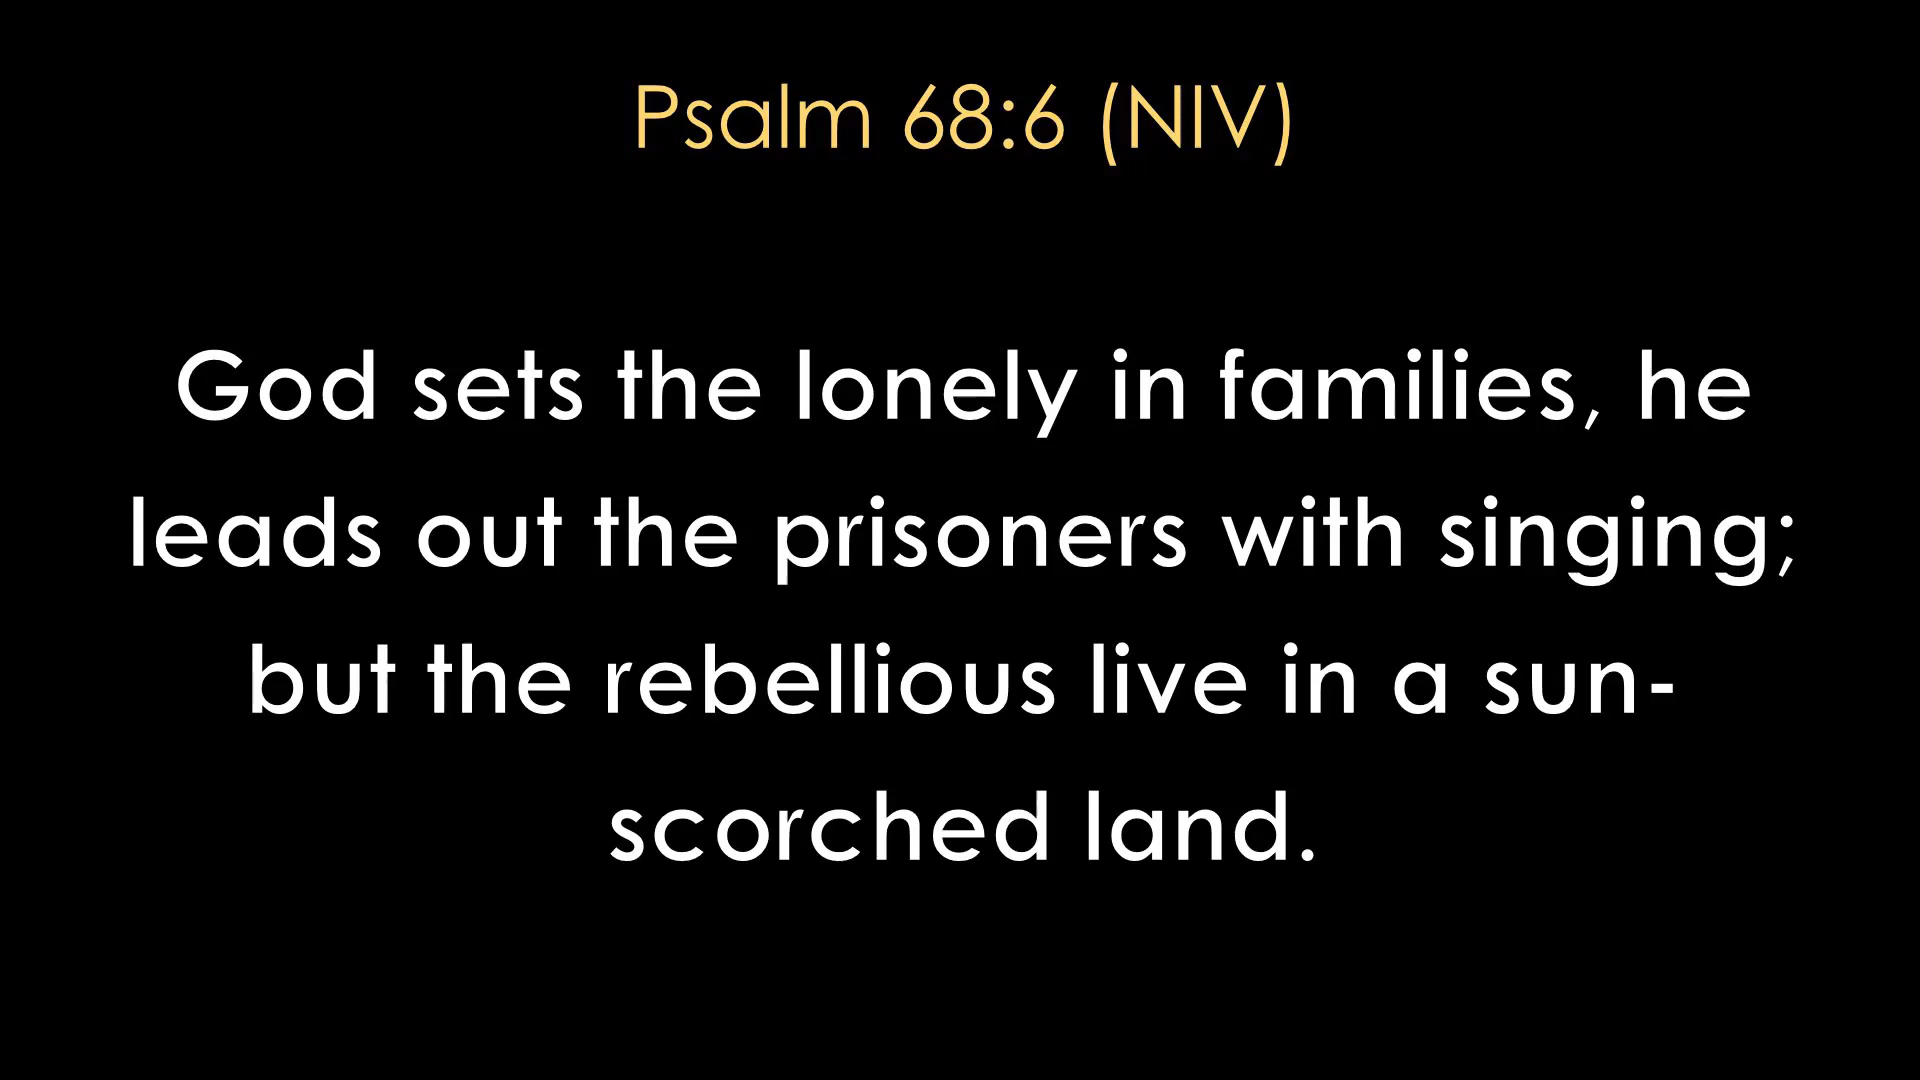 Psalm 68:6 (NIV)
God sets the lonely in families, he
leads out the prisoners with singing;
but the rebellious live in a sun-
scorched land.